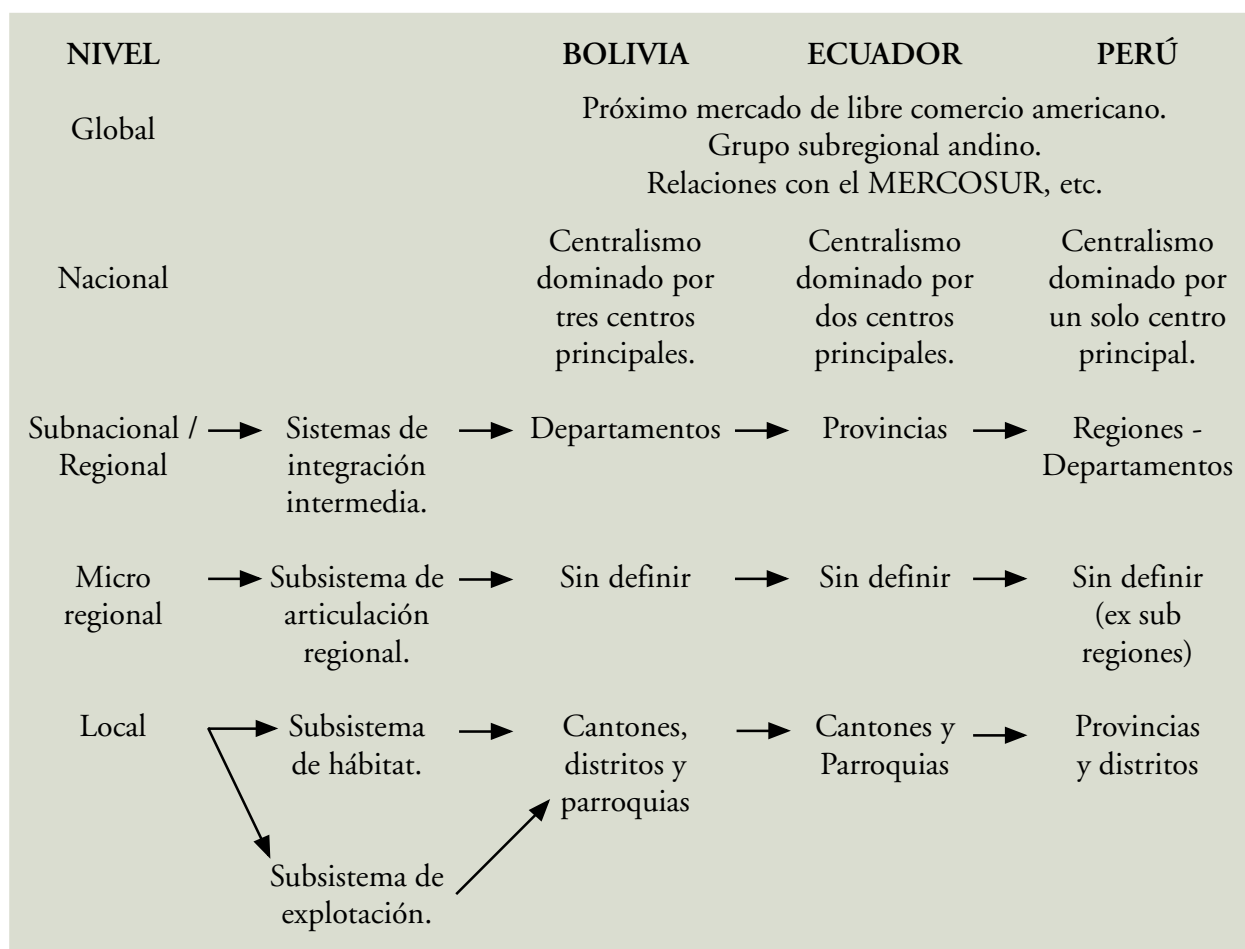 NIVEL BOLIVIA ECUADOR PERÚ
Global
Próximo mercado de libre comercio americano.
Grupo subregional andino.
Relaciones con el MERCOSUR, etc.
Nacional
Centralismo
dominado por
tres centros
principales.
Centralismo
dominado por
dos centros
principales.
Centralismo
dominado por
un solo centro
principal.
Subnacional /
Regional
Sistemas de
integración
intermedia.
Departamentos
Provincias
Regiones -
Departamentos
Micro
regional
Subsistema de
articulación
regional.
Sin definir
Sin definir
Sin definir
(ex sub
regiones)
Local
Subsistema
de hábitat.
Cantones,
distritos y
parroquias
Cantones y
Parroquias
Provincias
y distritos
Subsistema de
explotación.